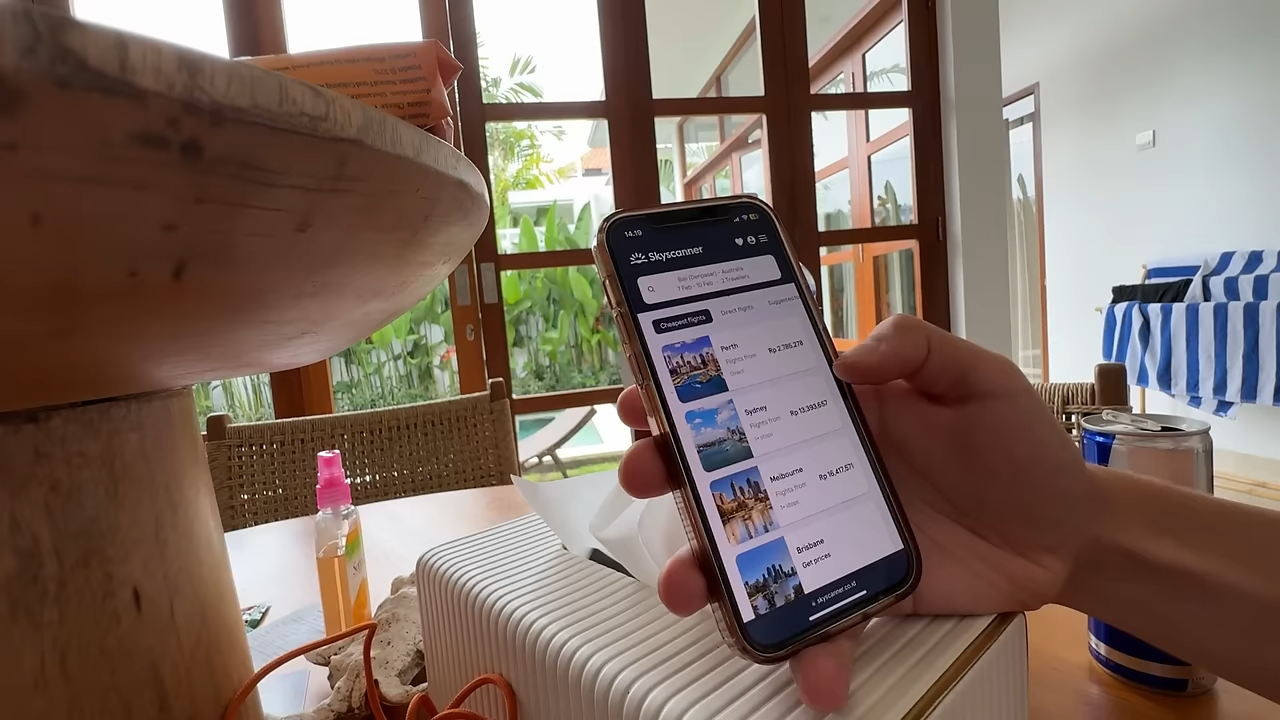 14.19
Skyscanner
Bali (Denpasar) - Australia
7 Feb - 10 Feb - 2 Travellers
Cheapest flights
Direct flights
Suggested
Perth
Flights from
Direct
Rp 2,786,278
Sydney
Flights from
1+ stops
Rp 13,393,657
Melbourne
Flights from
1+ stops
Rp 16,417,571
Brisbane
Get prices
skyscanner.co.id